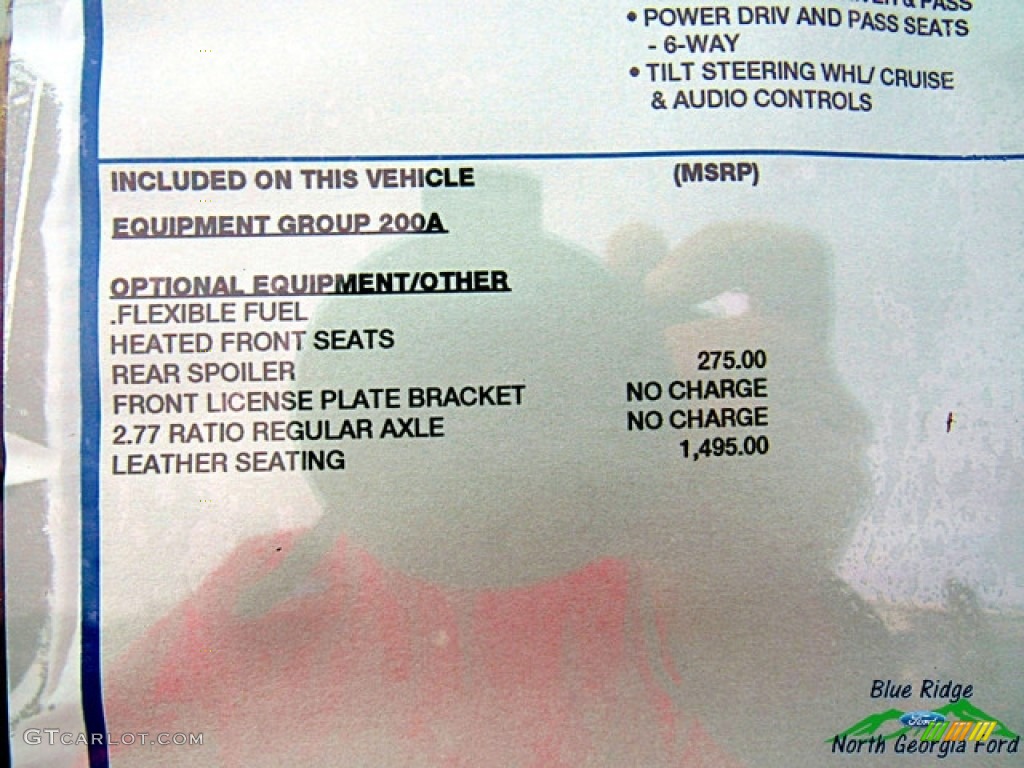 & PASS
• POWER DRIV AND PASS SEATS
- 6-WAY
• TILT STEERING WHL/ CRUISE
& AUDIO CONTROLS
INCLUDED ON THIS VEHICLE (MSRP)
EQUIPMENT GROUP 200A
OPTIONAL EQUIPMENT/OTHER
.FLEXIBLE FUEL
HEATED FRONT SEATS
REAR SPOILER 275.00
FRONT LICENSE PLATE BRACKET NO CHARGE
2.77 RATIO REGULAR AXLE NO CHARGE
LEATHER SEATING 1,495.00
Blue Ridge
Ford
North Georgia Ford
GTCARLOT.COM